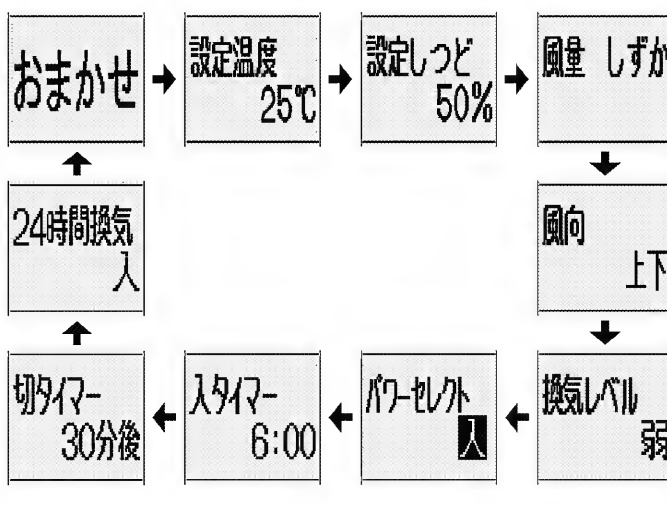 おまかせ
設定温度
25℃
設定しつど
50%
風量 しずか
風向
上下
換気レベル
弱
パワーセレクト
入
入タイマー
6:00
切タイマー
30分後
24時間換気
入